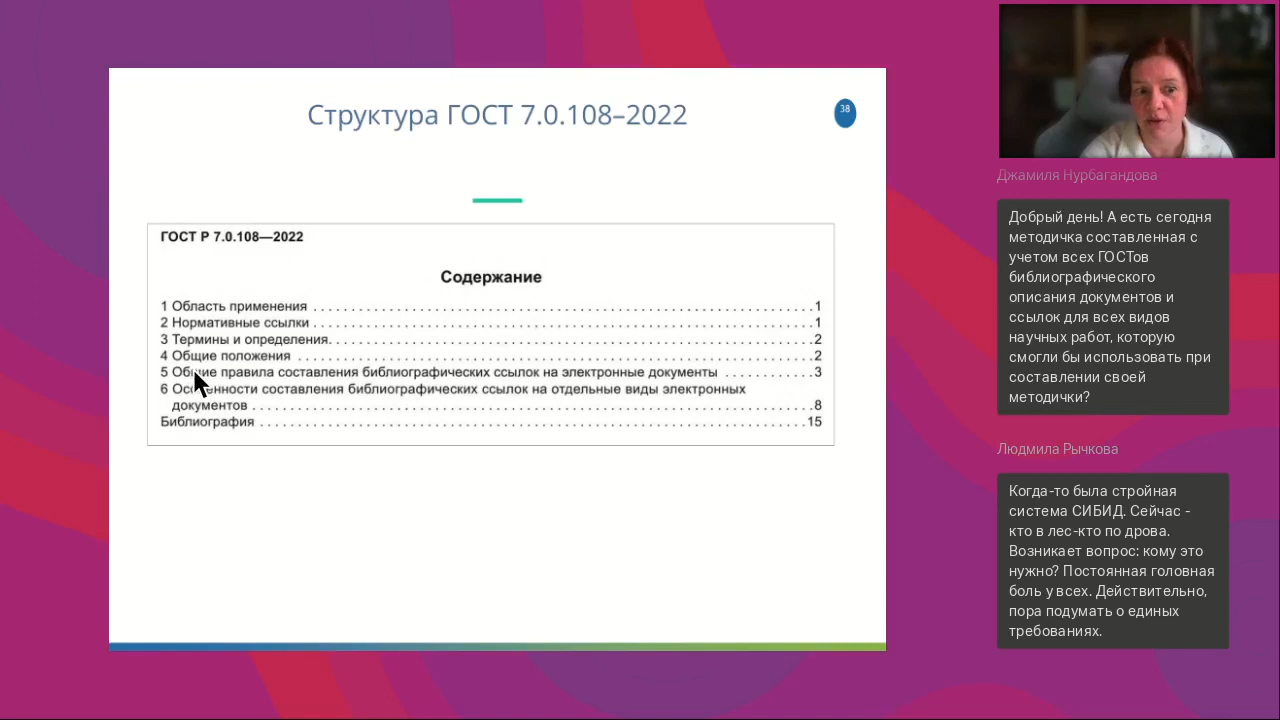 Структура ГОСТ 7.0.108–2022
38
ГОСТ Р 7.0.108—2022
Содержание
1 Область применения . . . . . . . . . . . . . . . . . . . . 1
2 Нормативные ссылки . . . . . . . . . . . . . . . . . . . . 1
3 Термины и определения. . . . . . . . . . . . . . . . . . . . 2
4 Общие положения . . . . . . . . . . . . . . . . . . . . 2
5 Общие правила составления библиографических ссылок на электронные документы . . . . . . . . . . . . 3
6 Особенности составления библиографических ссылок на отдельные виды электронных
документов . . . . . . . . . . . . . . . . . . . . 8
Библиография . . . . . . . . . . . . . . . . . . . . 15
Джамиля Нурбагандова
Добрый день! А есть сегодня
методичка составленная с
учетом всех ГОСТов
библиографического
описания документов и
ссылок для всех видов
научных работ, которую
смогли бы использовать при
составлении своей
методички?
Людмила Рычкова
Когда-то была стройная
система СИБИД. Сейчас -
кто в лес-кто по дрова.
Возникает вопрос: кому это
нужно? Постоянная головная
боль у всех. Действительно,
пора подумать о единых
требованиях.